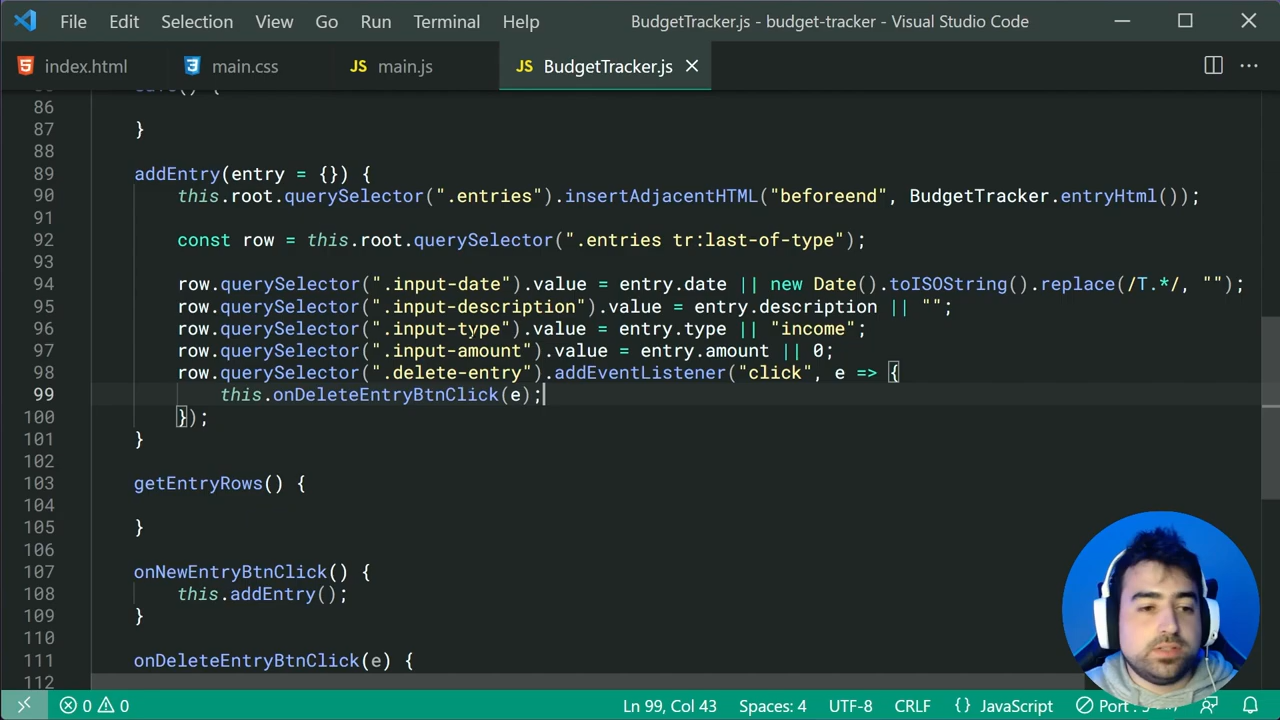 File Edit Selection View Go Run Terminal Help BudgetTracker.js - budget-tracker - Visual Studio Code
index.html main.css JS main.js JS BudgetTracker.js
86
87 }
88
89 addEntry(entry = {}) {
90 this.root.querySelector(".entries").insertAdjacentHTML("beforeend", BudgetTracker.entryHtml());
91
92 const row = this.root.querySelector(".entries tr:last-of-type");
93
94 row.querySelector(".input-date").value = entry.date || new Date().toISOString().replace(/T.*/, "");
95 row.querySelector(".input-description").value = entry.description || "";
96 row.querySelector(".input-type").value = entry.type || "income";
97 row.querySelector(".input-amount").value = entry.amount || 0;
98 row.querySelector(".delete-entry").addEventListener("click", e => {
99 this.onDeleteEntryBtnClick(e);
100 });
101 }
102
103 getEntryRows() {
104
105 }
106
107 onNewEntryBtnClick() {
108 this.addEntry();
109 }
110
111 onDeleteEntryBtnClick(e) {
112
0 0 Ln 99, Col 43 Spaces: 4 UTF-8 CRLF {} JavaScript Port :